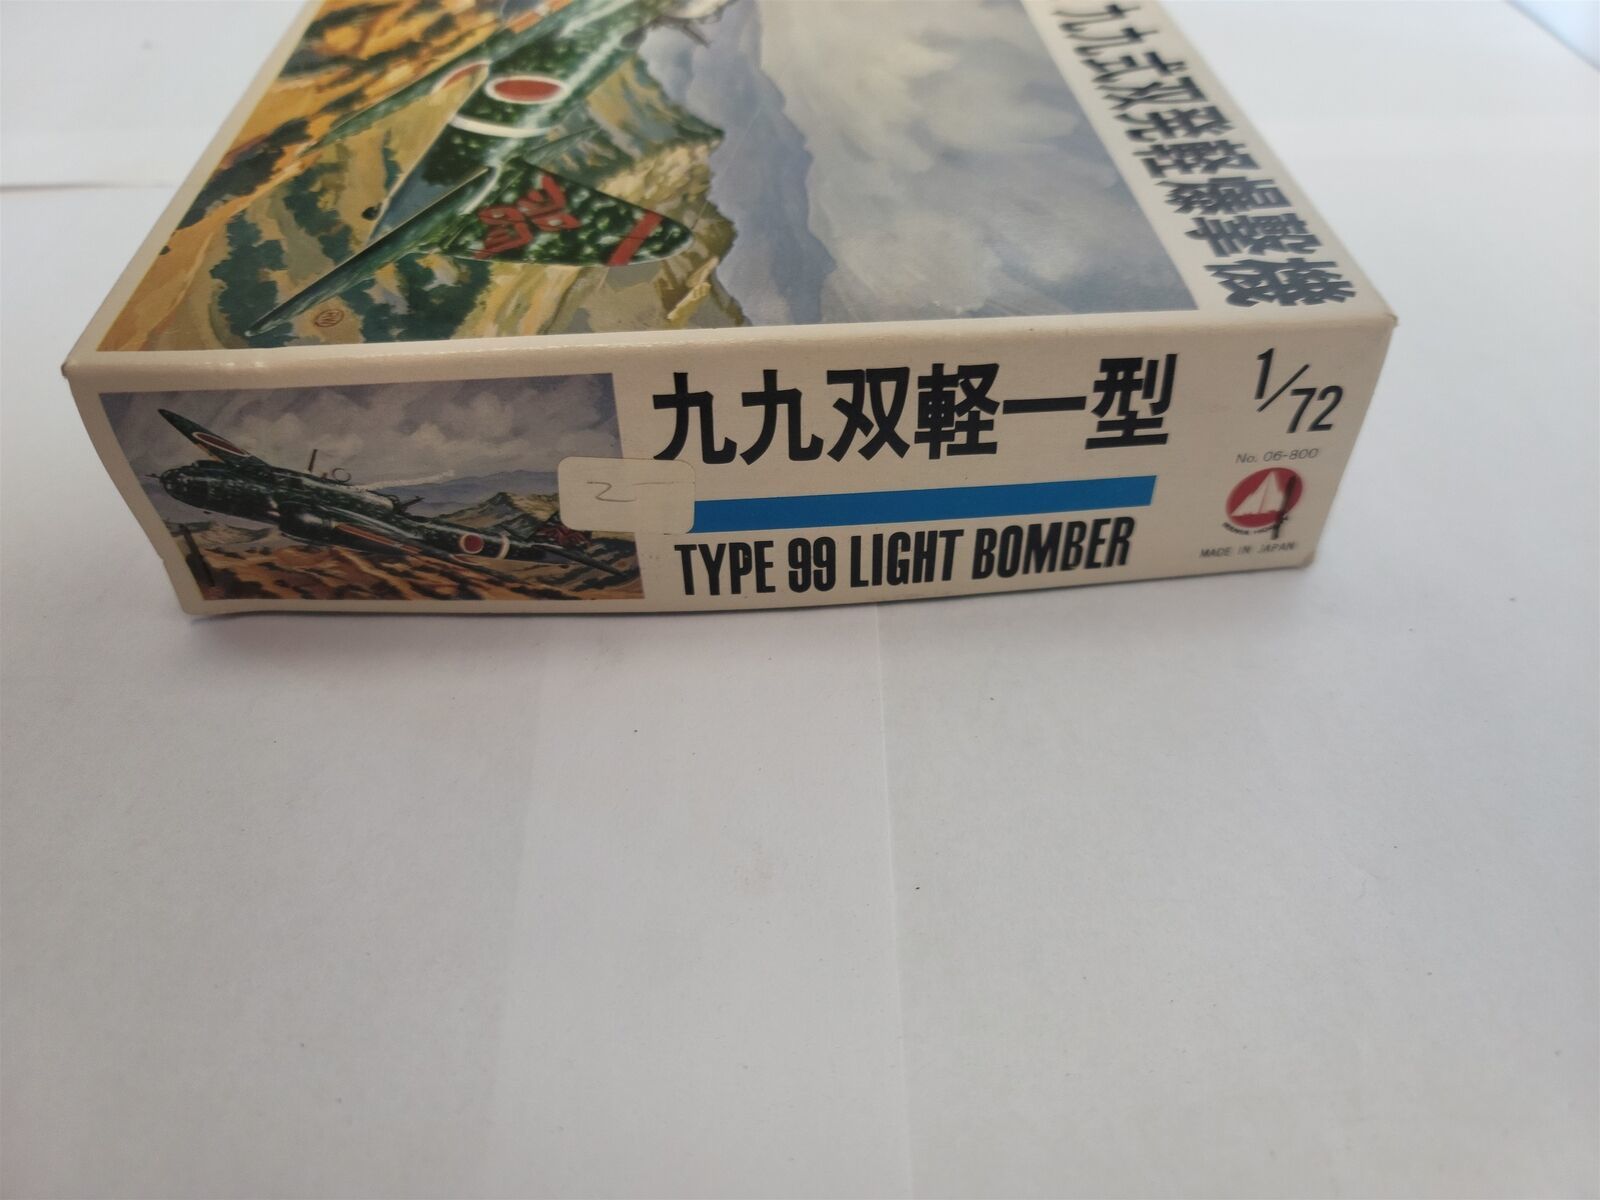 九九式双発軽爆撃機
九九双軽一型
1/72
No. 06-800
2-
TYPE 99 LIGHT BOMBER
MADE IN JAPAN